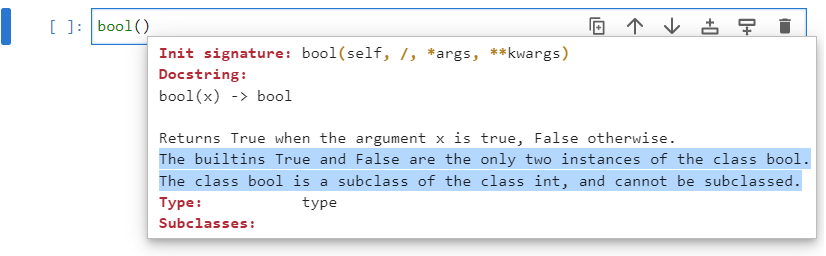 [ ]: bool()
Init signature: bool(self, /, *args, **kwargs)
Docstring:
bool(x) -> bool
Returns True when the argument x is true, False otherwise.
The builtins True and False are the only two instances of the class bool.
The class bool is a subclass of the class int, and cannot be subclassed.
Type: type
Subclasses: